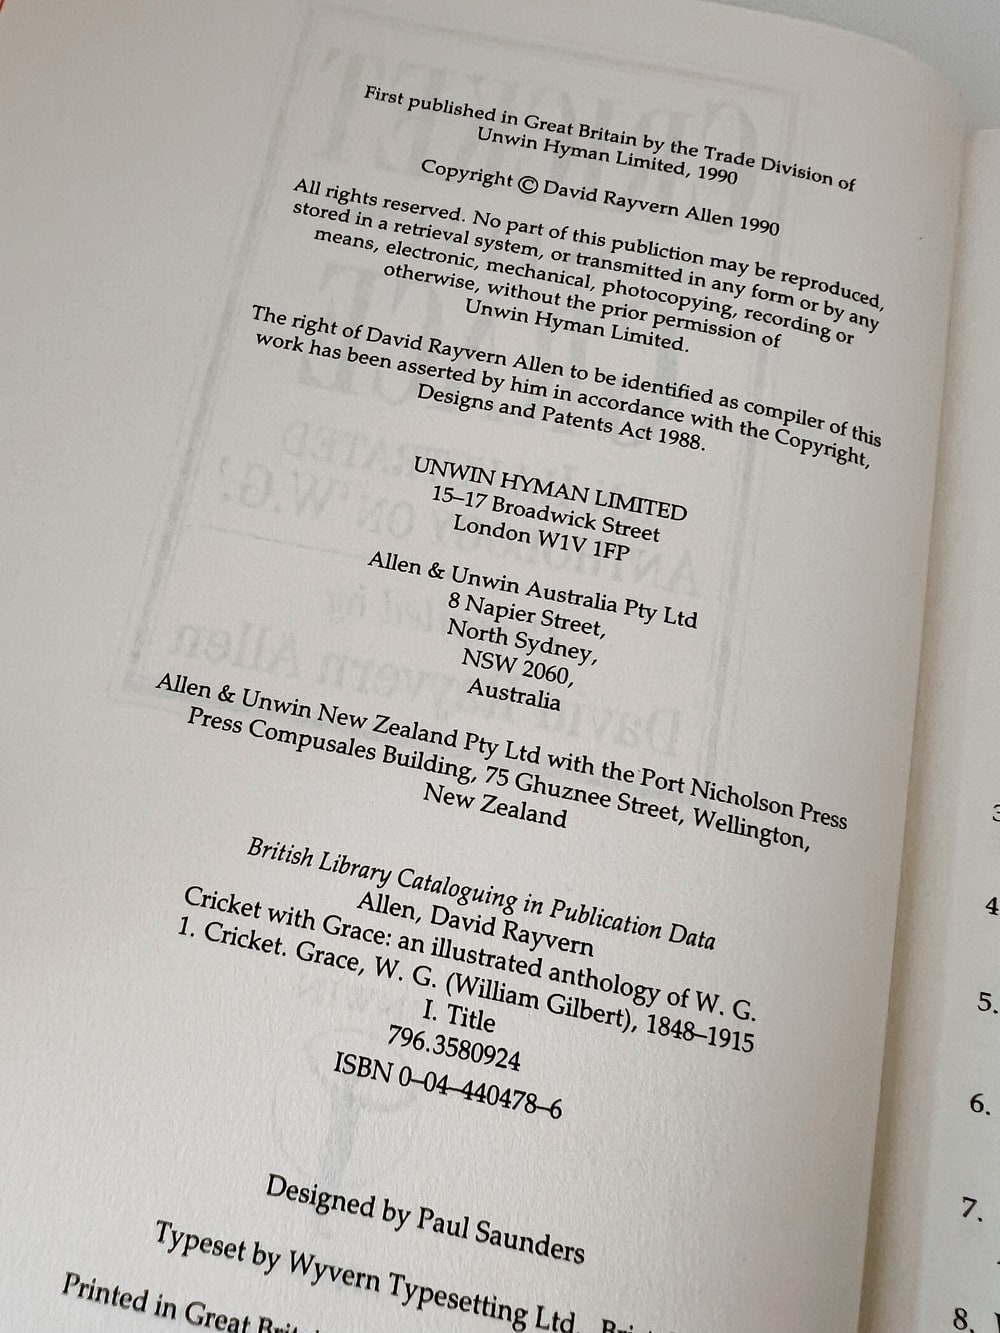 First published in Great Britain by the Trade Division of
Unwin Hyman Limited, 1990
Copyright © David Rayvern Allen 1990
All rights reserved. No part of this publiction may be reproduced,
stored in a retrieval system, or transmitted in any form or by any
means, electronic, mechanical, photocopying, recording or
otherwise, without the prior permission of
Unwin Hyman Limited.
The right of David Rayvern Allen to be identified as compiler of this
work has been asserted by him in accordance with the Copyright,
Designs and Patents Act 1988.
UNWIN HYMAN LIMITED
15–17 Broadwick Street
London W1V 1FP
Allen & Unwin Australia Pty Ltd
8 Napier Street,
North Sydney,
NSW 2060,
Australia
Allen & Unwin New Zealand Pty Ltd with the Port Nicholson Press
Press Compusales Building, 75 Ghuznee Street, Wellington,
New Zealand
British Library Cataloguing in Publication Data
Allen, David Rayvern
Cricket with Grace: an illustrated anthology of W. G.
1. Cricket. Grace, W. G. (William Gilbert), 1848–1915
I. Title
796.3580924
ISBN 0–04–440478–6
Designed by Paul Saunders
Typeset by Wyvern Typesetting Ltd,
Printed in Great
3
4
5.
6.
7.
8.